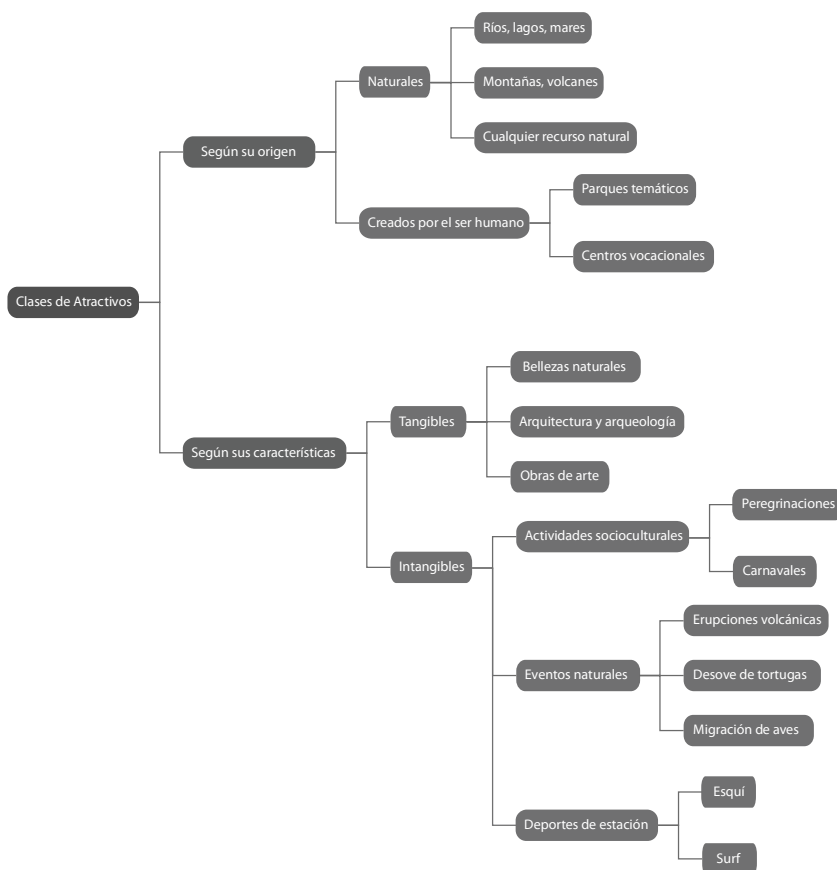 Ríos, lagos, mares
Naturales
Montañas, volcanes
Cualquier recurso natural
Según su origen
Parques temáticos
Creados por el ser humano
Centros vocacionales
Clases de Atractivos
Bellezas naturales
Tangibles
Arquitectura y arqueología
Según sus características
Obras de arte
Peregrinaciones
Actividades socioculturales
Intangibles
Carnavales
Erupciones volcánicas
Eventos naturales
Desove de tortugas
Migración de aves
Esquí
Deportes de estación
Surf